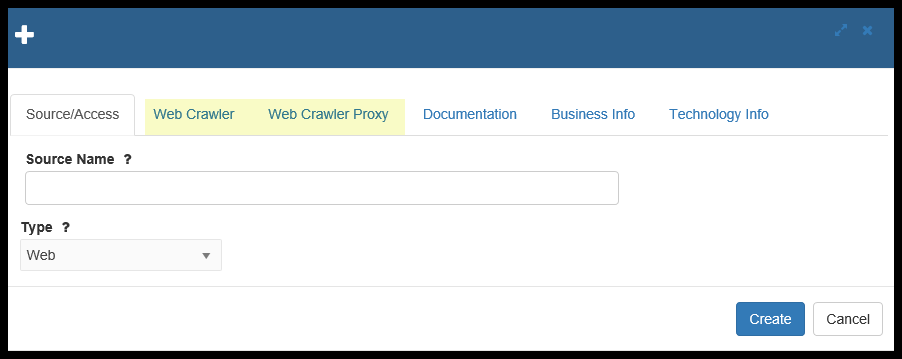 Source/Access Web Crawler Web Crawler Proxy Documentation Business Info Technology Info
Source Name ?
Type ?
Web
Create Cancel